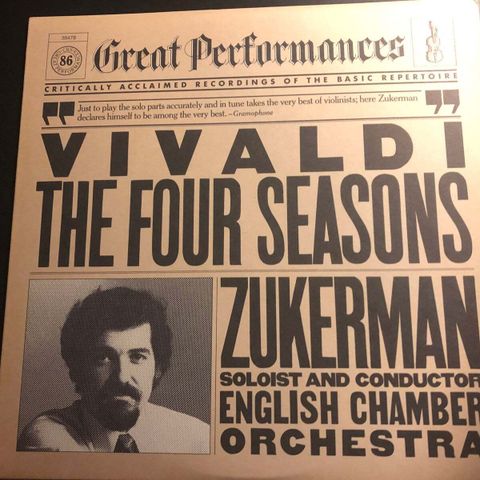 38478
86
Great Performances
CRITICALLY ACCLAIMED RECORDINGS OF THE BASIC REPERTOIRE
"Just to play the solo parts accurately and in tune takes the very best of violinists; here Zukerman
declares himself to be among the very best. –Gramophone"
VIVALDI
THE FOUR SEASONS
ZUKERMAN
SOLOIST AND CONDUCTOR
ENGLISH CHAMBER
ORCHESTRA